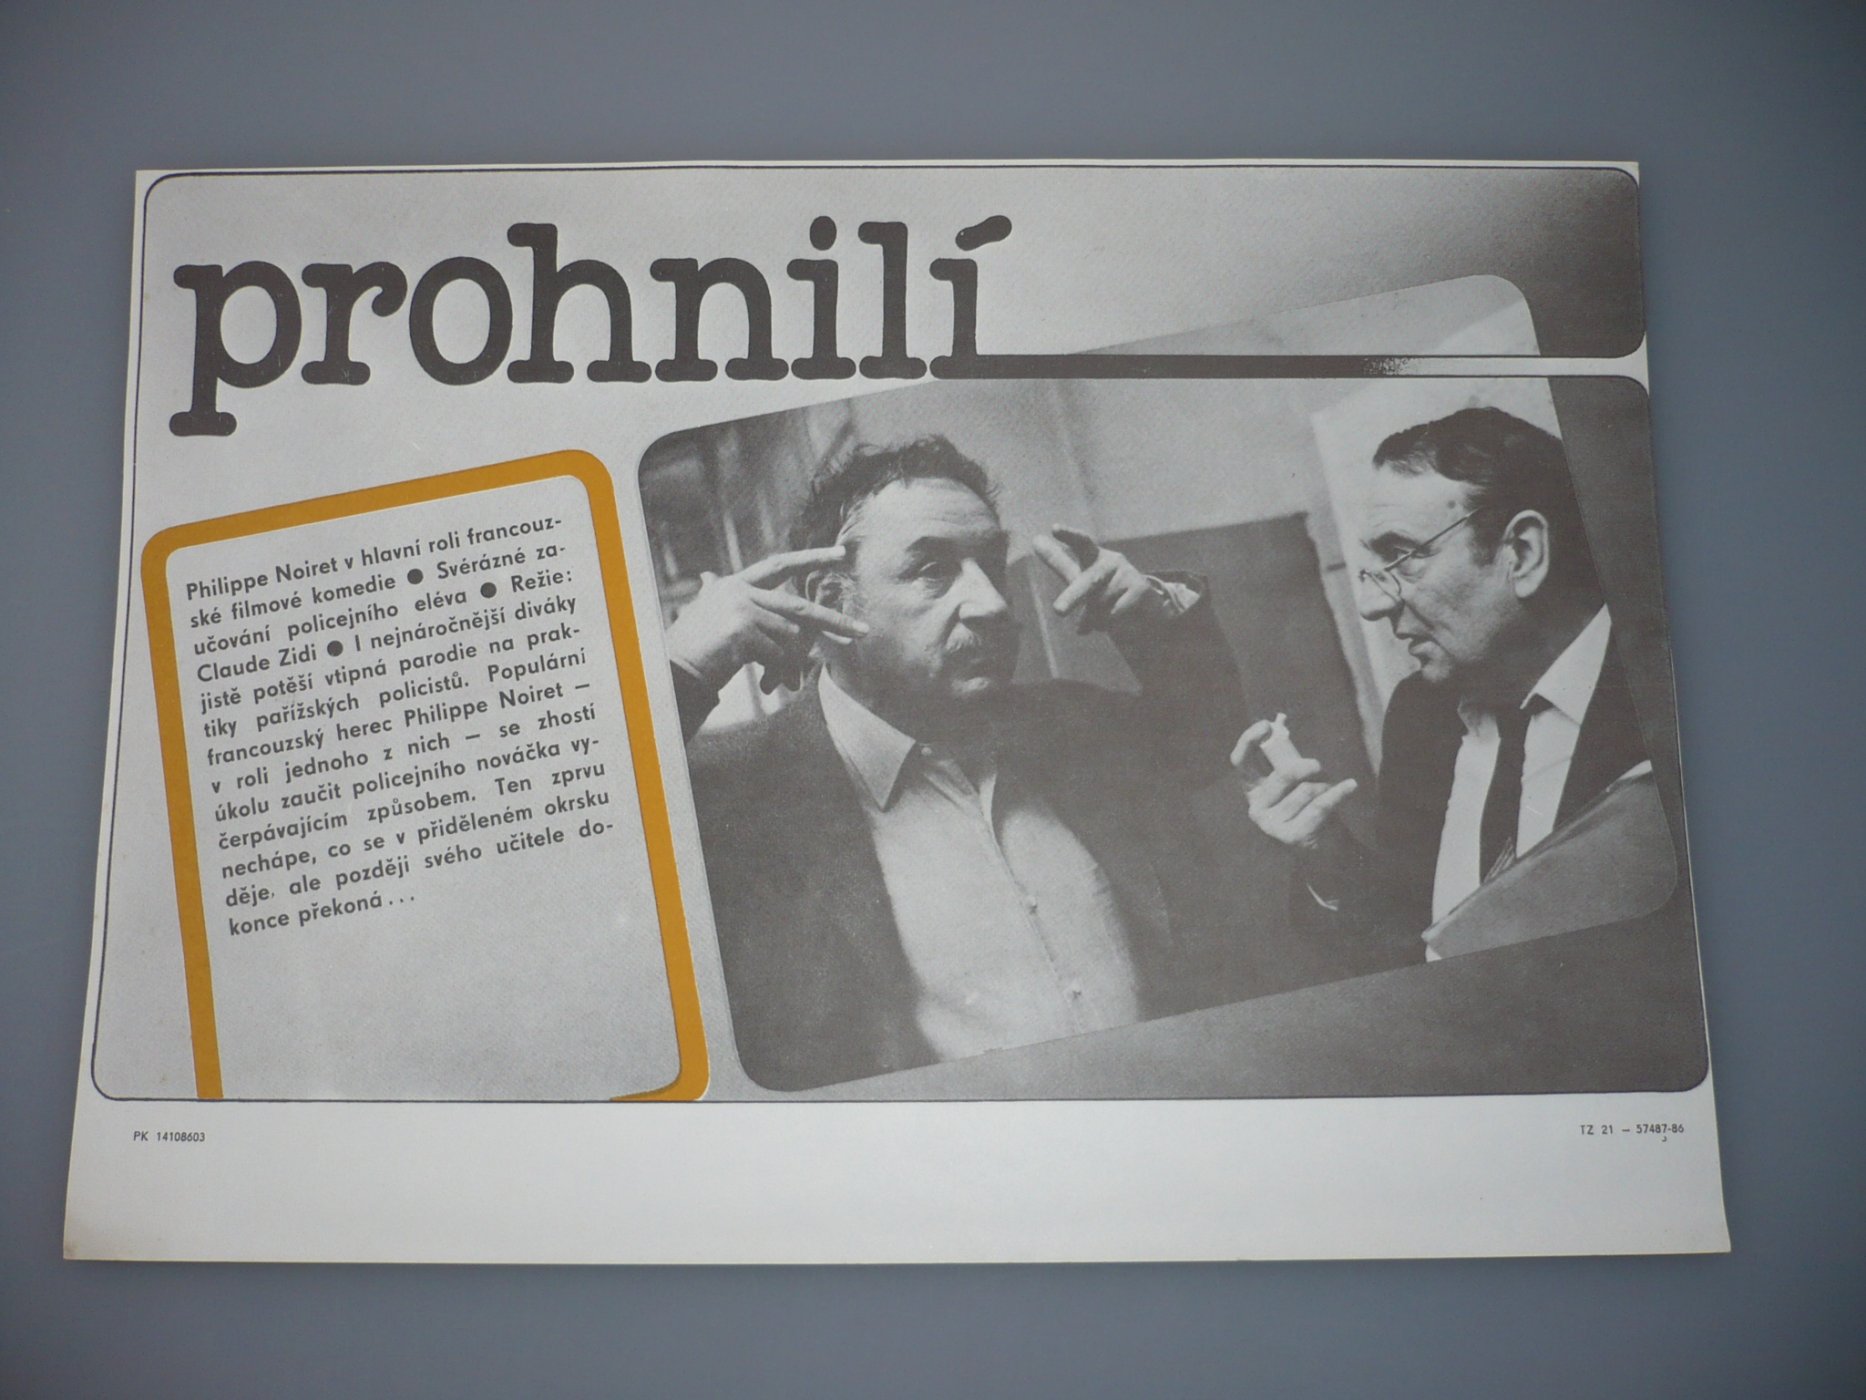 prohnilí
Philippe Noiret v hlavní roli francouz-
ské filmové komedie ● Svérázné za-
učování policejního eléva ● Režie:
Claude Zidi ● I nejnáročnější diváky
jistě potěší vtipná parodie na prak-
tiky pařížských policistů. Populární
francouzský herec Philippe Noiret —
v roli jednoho z nich — se zhostí
úkolu zaučit policejního nováčka vy-
čerpávajícím způsobem. Ten zprvu
nechápe, co se v přiděleném okrsku
děje, ale později svého učitele do-
konce překoná...
PK 14108603
TZ 21 — 57487-86